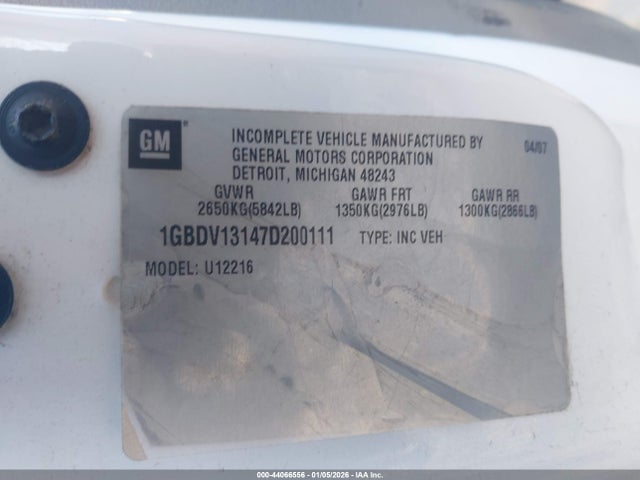 GM®
INCOMPLETE VEHICLE MANUFACTURED BY
04/07
GENERAL MOTORS CORPORATION
DETROIT, MICHIGAN 48243
GVWR GAWR FRT GAWR RR
2650KG(5842LB) 1350KG(2976LB) 1300KG(2866LB)
1GBDV13147D200111 TYPE: INC VEH
MODEL: U12216
000-44066556 - 01/05/2026 - IAA Inc.